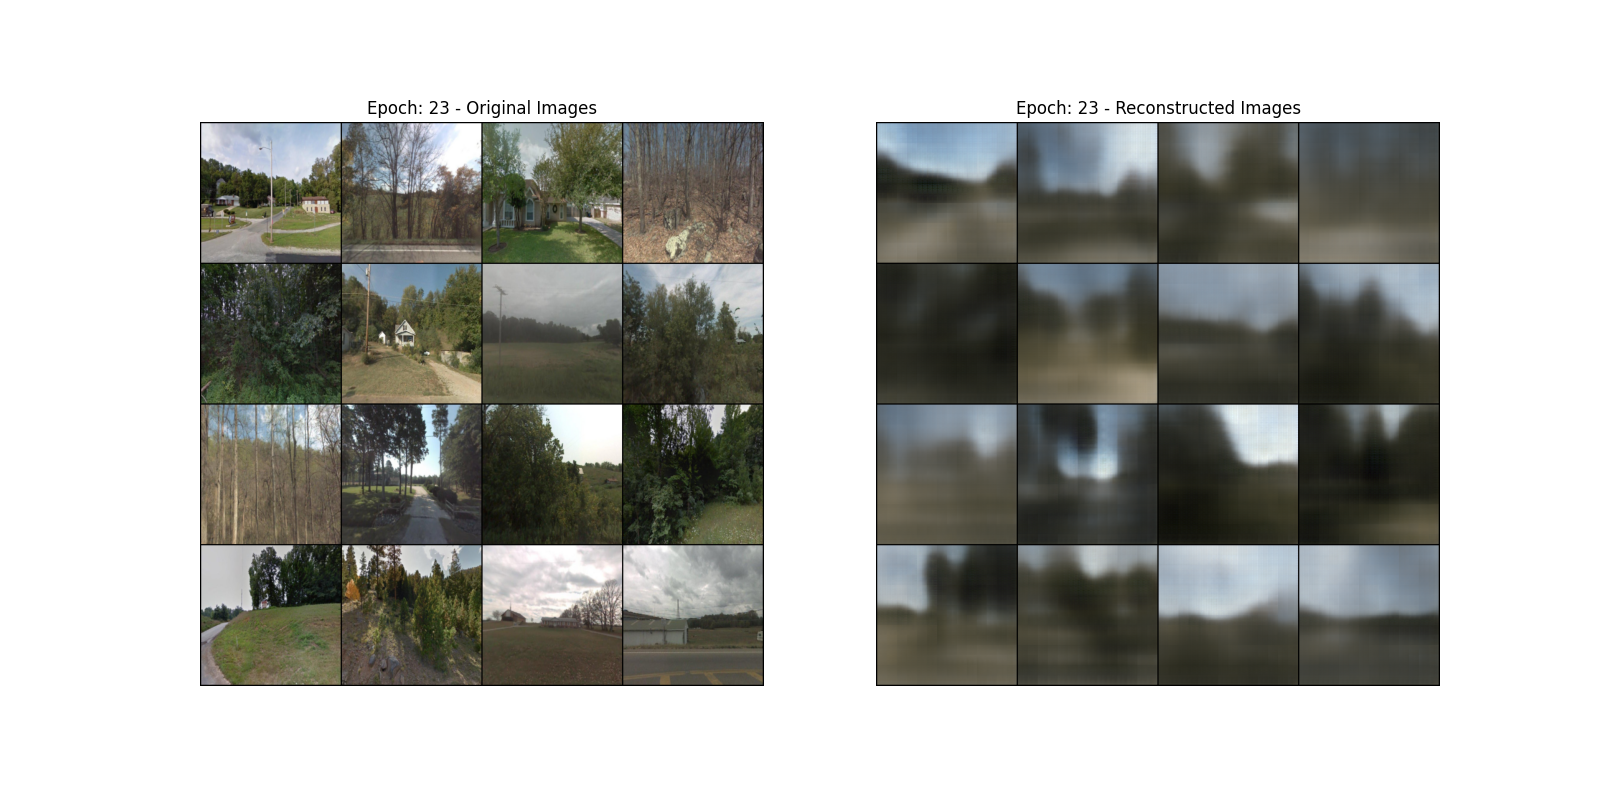 Epoch: 23 - Original Images
Epoch: 23 - Reconstructed Images